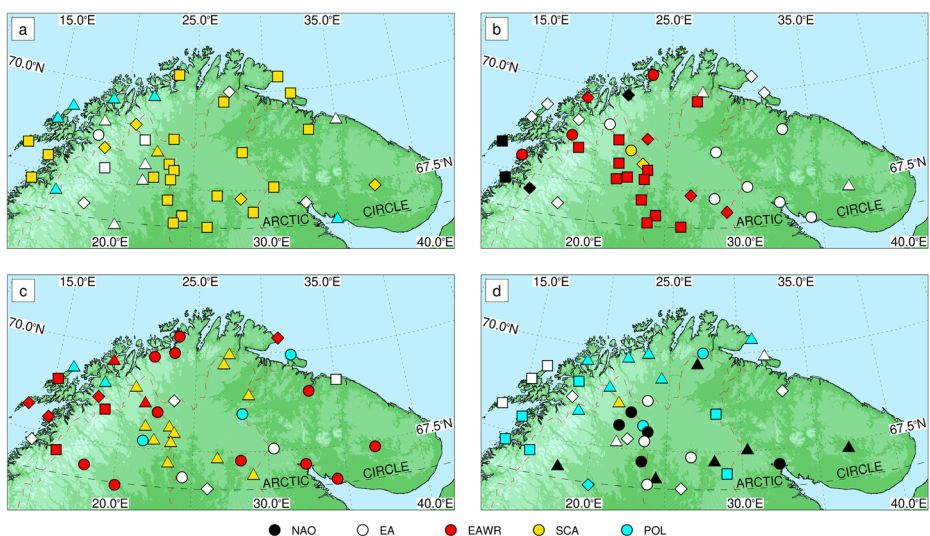 a
15.0°E 25.0°E 35.0°E
70.0°N
67.5°N
ARCTIC CIRCLE
20.0°E 30.0°E 40.0°E
b
15.0°E 25.0°E 35.0°E
70.0°N
67.5°N
ARCTIC CIRCLE
20.0°E 30.0°E 40.0°E
c
15.0°E 25.0°E 35.0°E
70.0°N
67.5°N
ARCTIC CIRCLE
20.0°E 30.0°E 40.0°E
d
15.0°E 25.0°E 35.0°E
70.0°N
67.5°N
ARCTIC CIRCLE
20.0°E 30.0°E 40.0°E
NAO EA EAWR SCA POL